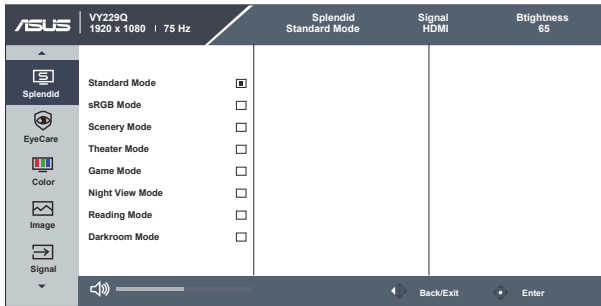 ASUS
VY229Q
1920 x 1080 | 75 Hz
Splendid
Standard Mode
Signal
HDMI
Btightness
65
S
Splendid
EyeCare
Color
Image
Signal
Standard Mode
sRGB Mode
Scenery Mode
Theater Mode
Game Mode
Night View Mode
Reading Mode
Darkroom Mode
Back/Exit
Enter